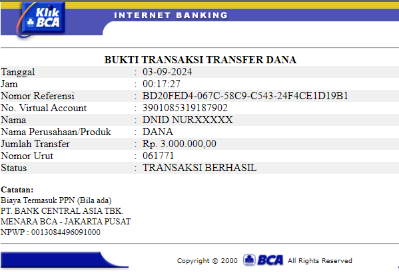 Klik
BCA
INTERNET BANKING
BUKTI TRANSAKSI TRANSFER DANA
Tanggal : 03-09-2024
Jam : 00:17:27
Nomor Referensi : BD20FED4-067C-58C9-C543-24F4CE1D19B1
No. Virtual Account : 3901085319187902
Nama : DNID NURXXXXX
Nama Perusahaan/Produk : DANA
Jumlah Transfer : Rp. 3.000.000,00
Nomor Urut : 061771
Status : TRANSAKSI BERHASIL
Catatan:
Biaya Termasuk PPN (Bila ada)
PT. BANK CENTRAL ASIA TBK.
MENARA BCA - JAKARTA PUSAT
NPWP : 0013084496091000
Copyright © 2000 BCA All Rights Reserved